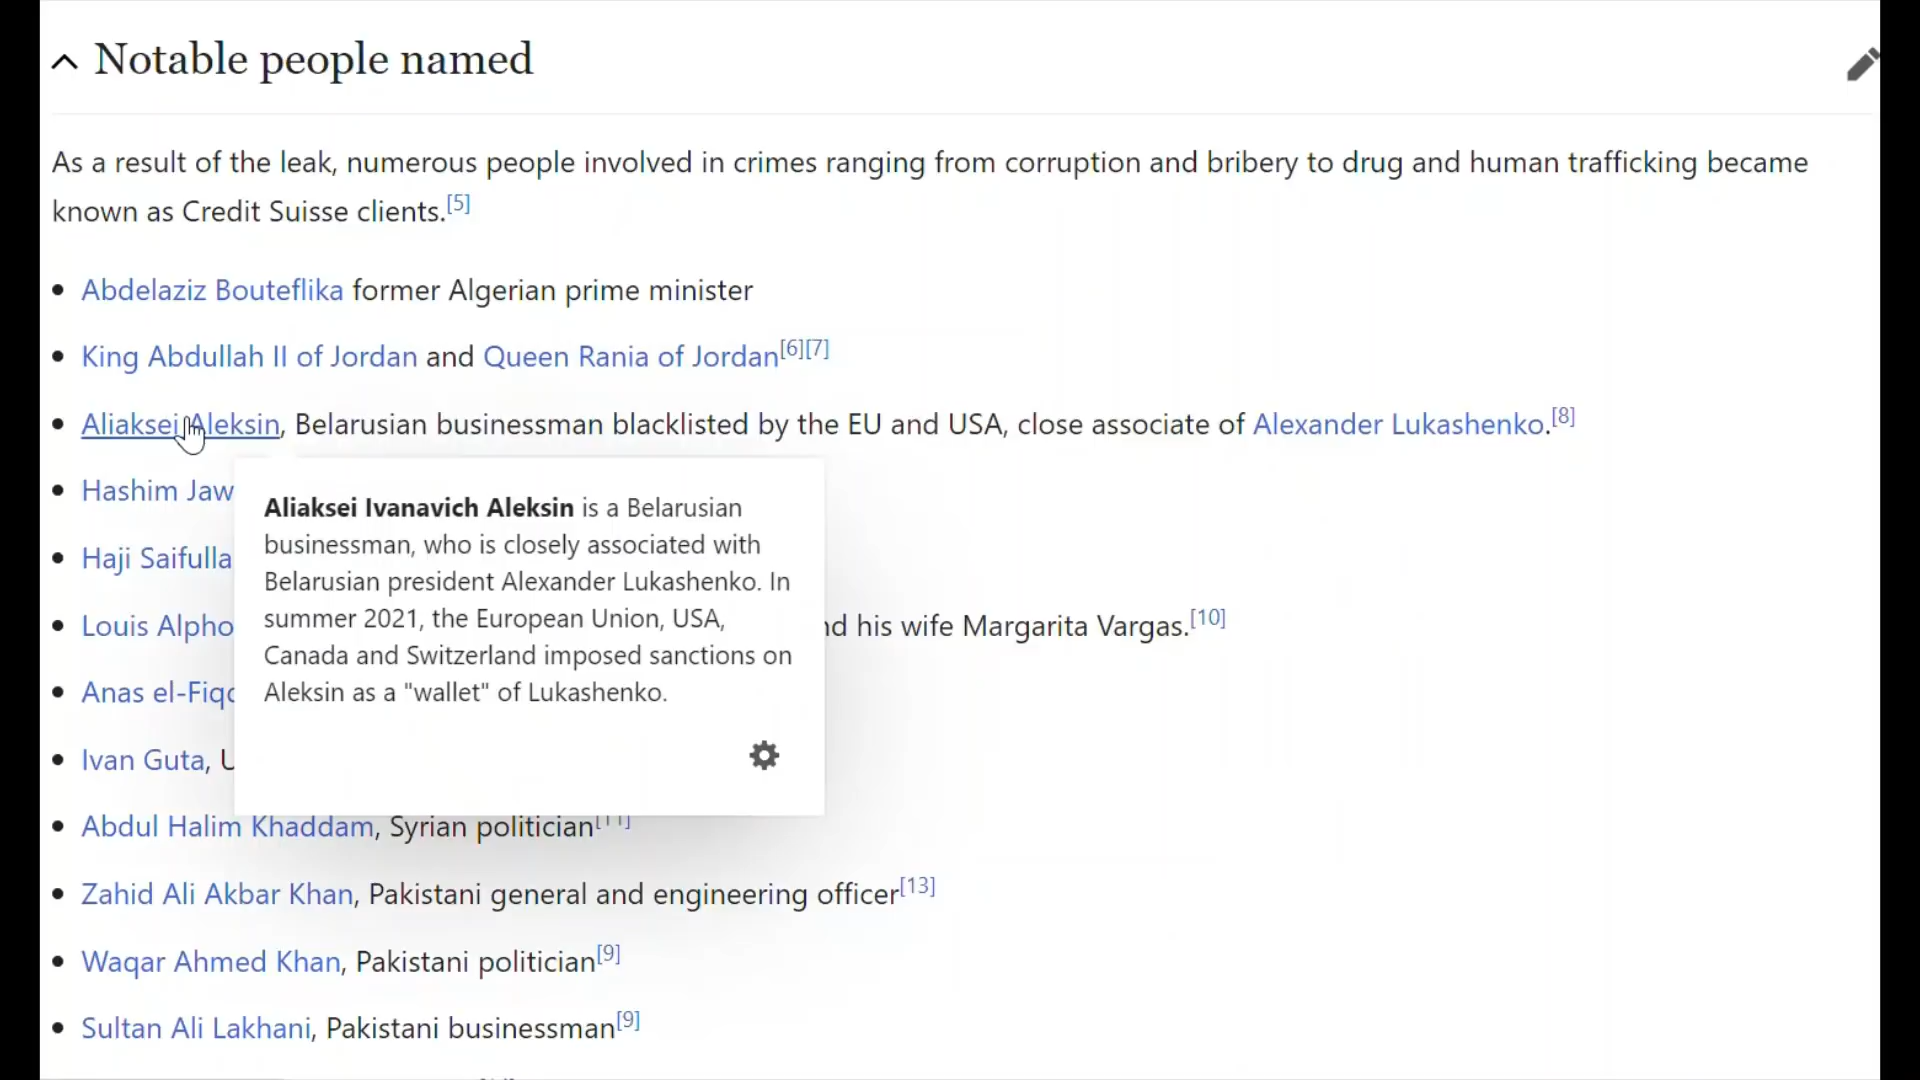 Notable people named
As a result of the leak, numerous people involved in crimes ranging from corruption and bribery to drug and human trafficking became
known as Credit Suisse clients.[5]
Abdelaziz Bouteflika former Algerian prime minister
King Abdullah II of Jordan and Queen Rania of Jordan[6][7]
Aliaksei Aleksin, Belarusian businessman blacklisted by the EU and USA, close associate of Alexander Lukashenko.[8]
Hashim Jaw
Haji Saifulla
Louis Alpho
his wife Margarita Vargas.[10]
Anas el-Fiq
Ivan Guta, U
Aliaksei Ivanavich Aleksin is a Belarusian
businessman, who is closely associated with
Belarusian president Alexander Lukashenko. In
summer 2021, the European Union, USA,
Canada and Switzerland imposed sanctions on
Aleksin as a "wallet" of Lukashenko.
Abdul Halim Khaddam, Syrian politician[11]
Zahid Ali Akbar Khan, Pakistani general and engineering officer[13]
Waqar Ahmed Khan, Pakistani politician[9]
Sultan Ali Lakhani, Pakistani businessman[9]